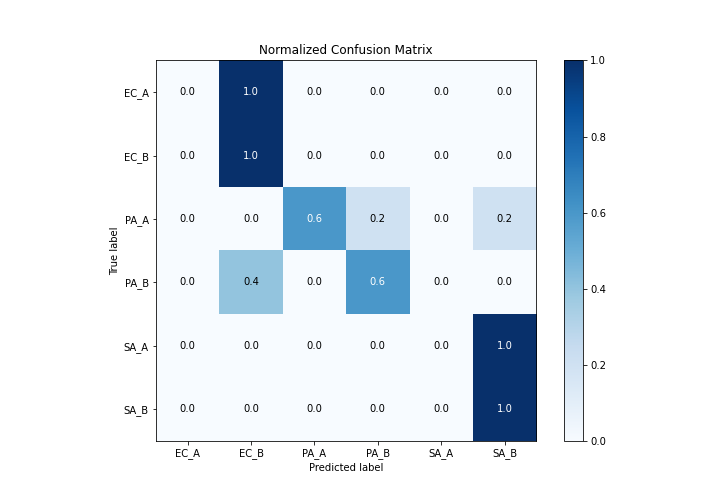 Normalized Confusion Matrix
EC_A 0.0 1.0 0.0 0.0 0.0 0.0
EC_B 0.0 1.0 0.0 0.0 0.0 0.0
PA_A 0.0 0.0 0.6 0.2 0.0 0.2
PA_B 0.0 0.4 0.0 0.6 0.0 0.0
SA_A 0.0 0.0 0.0 0.0 0.0 1.0
SA_B 0.0 0.0 0.0 0.0 0.0 1.0
True label
EC_A EC_B PA_A PA_B SA_A SA_B
Predicted label
1.0
0.8
0.6
0.4
0.2
0.0